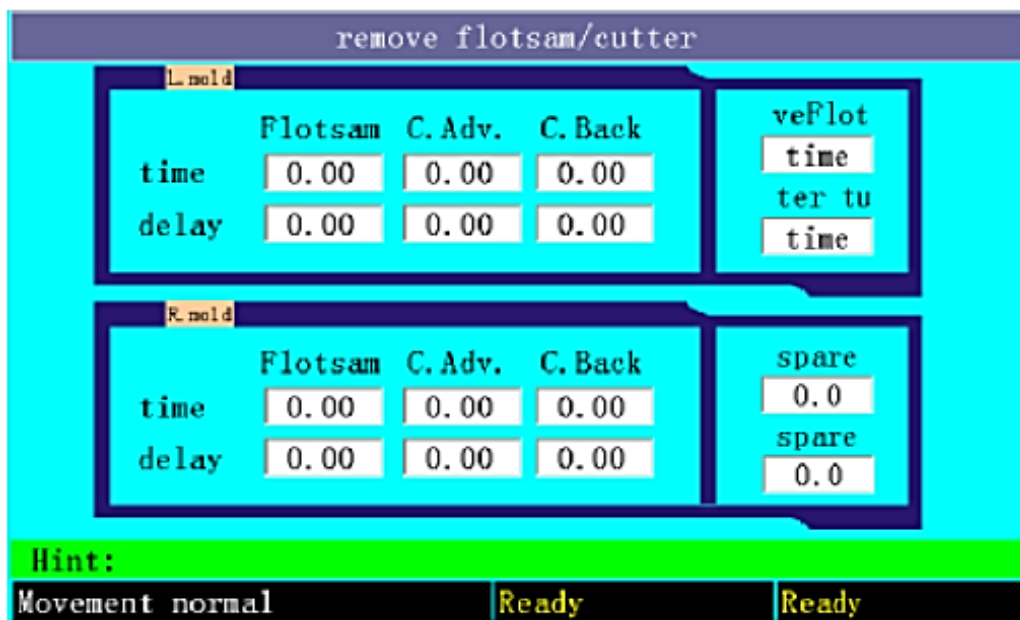 remove flotsam/cutter
L.mold
Flotsam C.Adv. C.Back
time 0.00 0.00 0.00
delay 0.00 0.00 0.00
veFlot
time
ter tu
time
R.mold
Flotsam C.Adv. C.Back
time 0.00 0.00 0.00
delay 0.00 0.00 0.00
spare
0.0
spare
0.0
Hint:
Movement normal Ready Ready